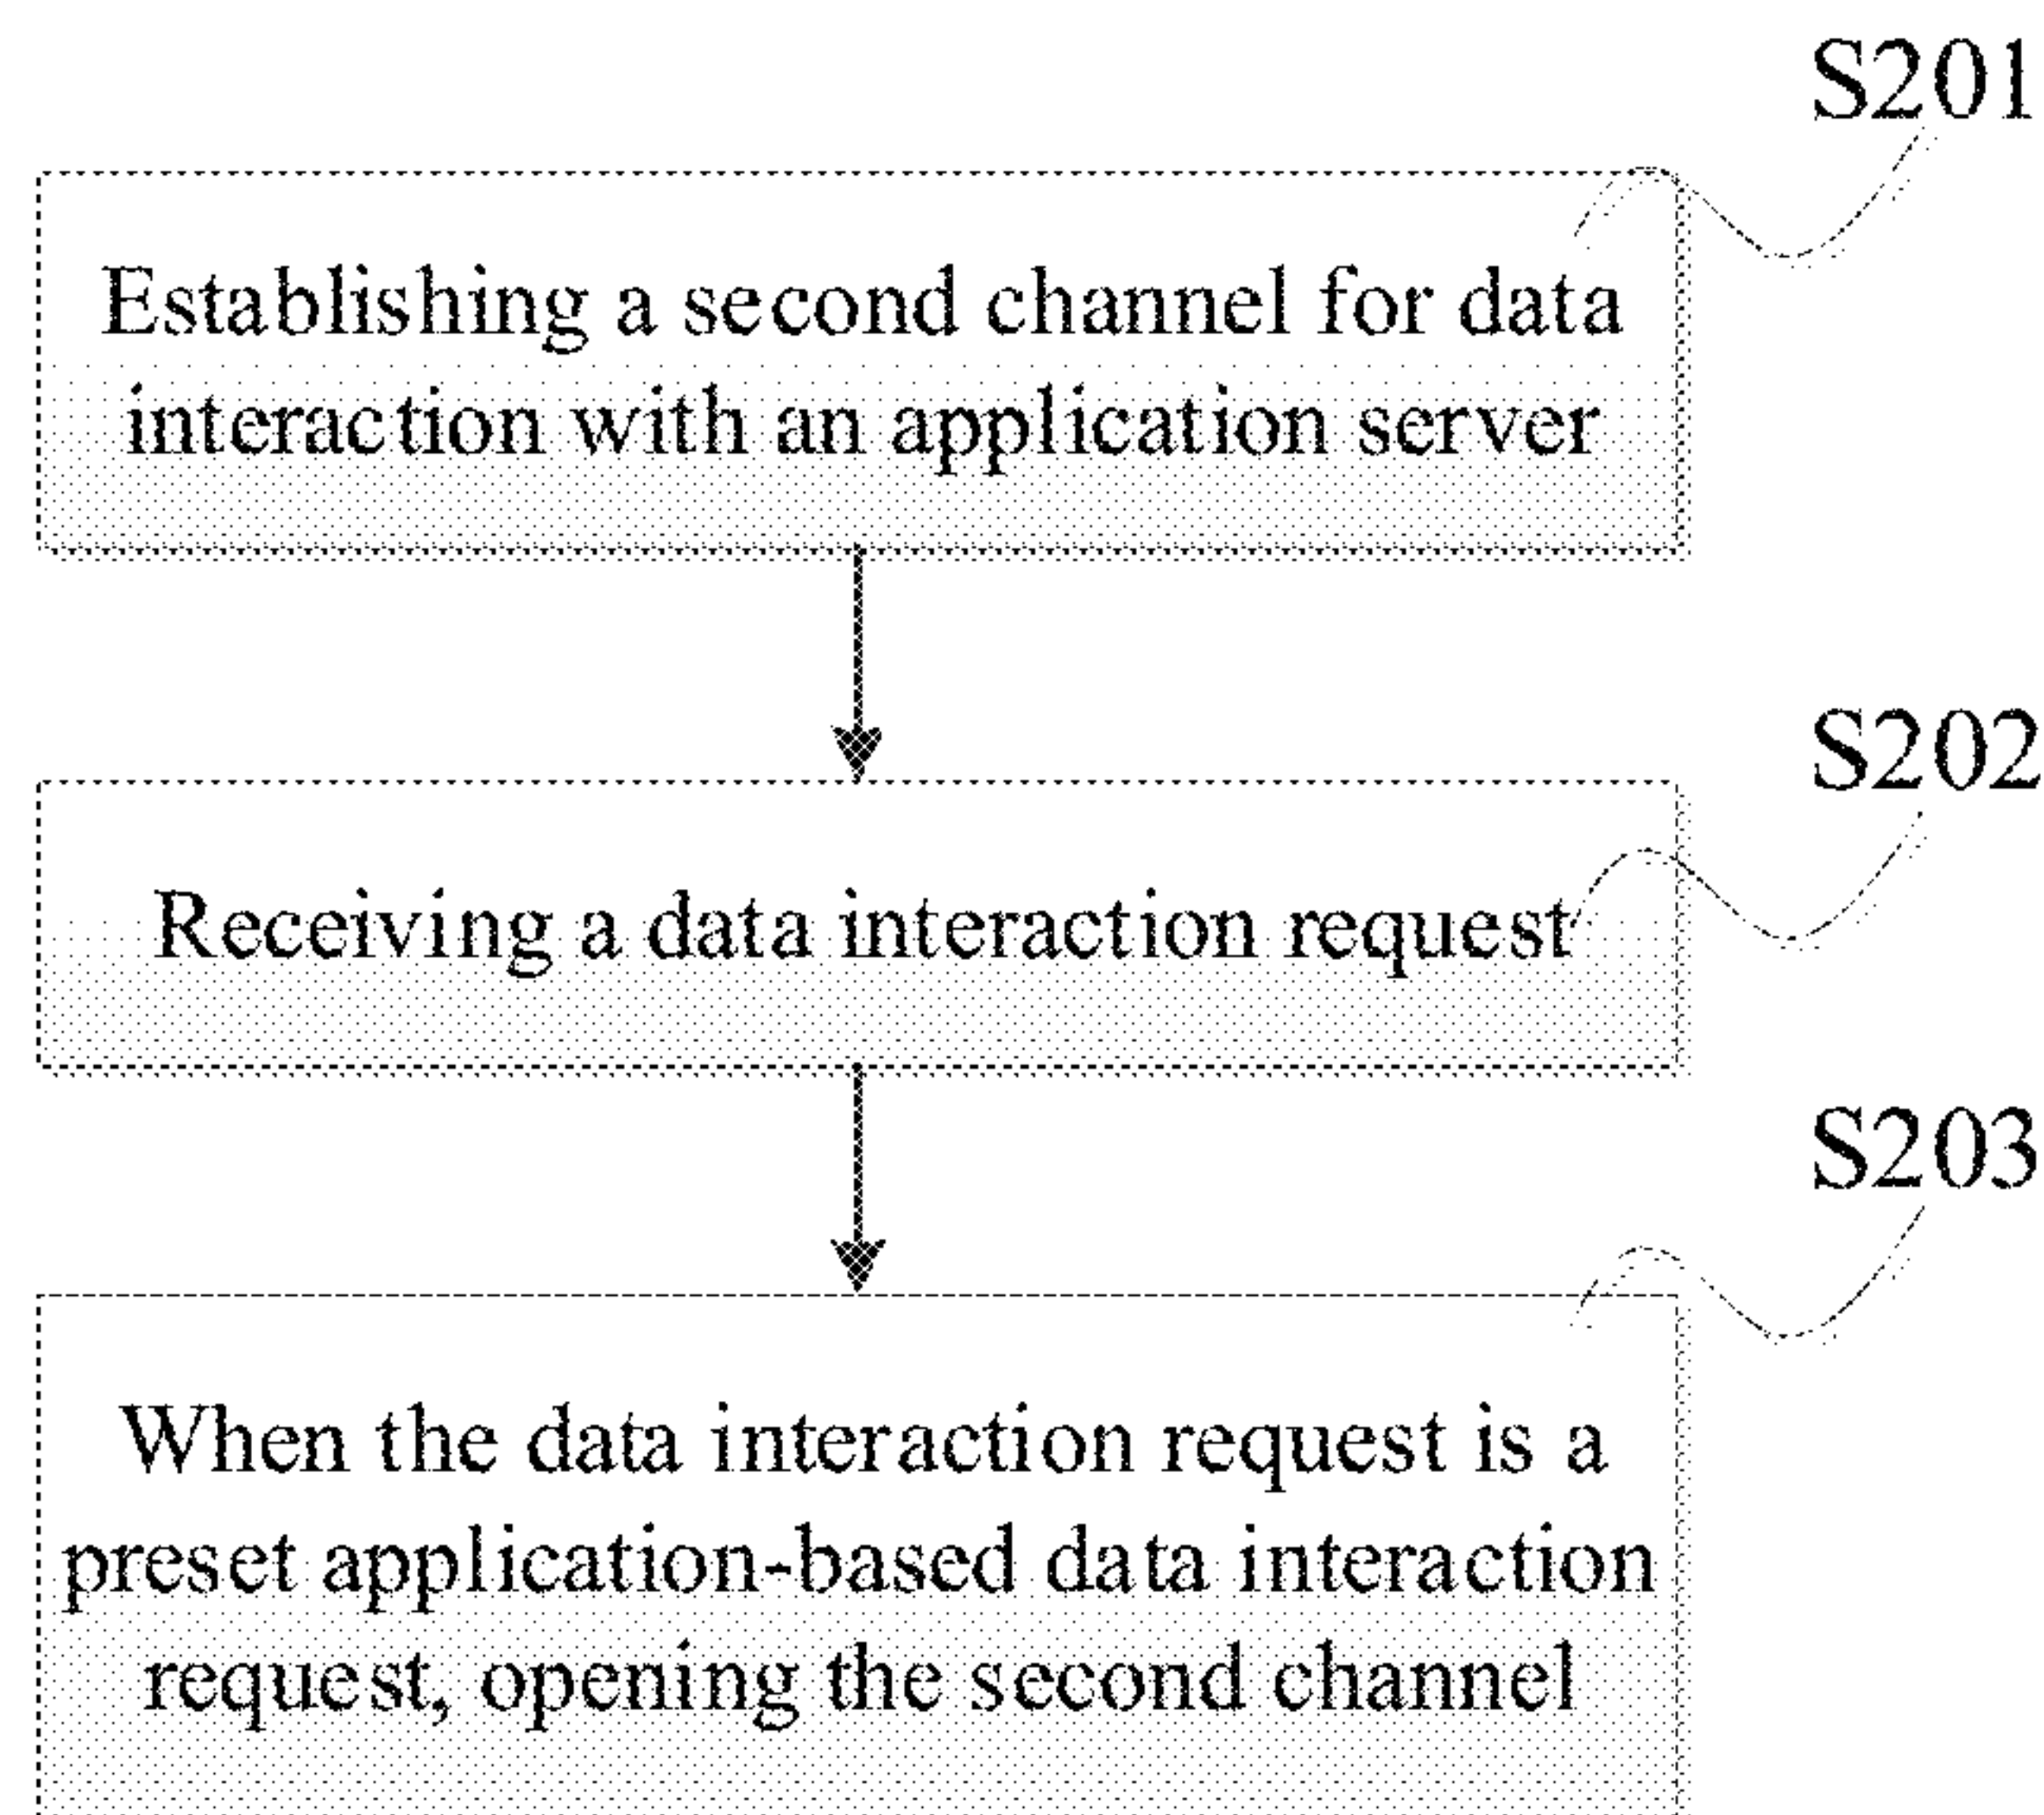 S201
Establishing a second channel for data
interaction with an application server
S202
Receiving a data interaction request
S203
When the data interaction request is a
preset application-based data interaction
request, opening the second channel